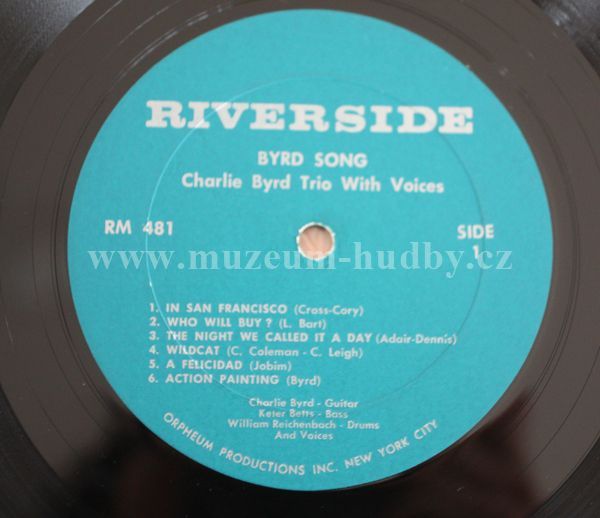 RIVERSIDE
BYRD SONG
Charlie Byrd Trio With Voices
RM 481
SIDE
1
www.muzeum-hudby.cz
1. IN SAN FRANCISCO (Cross-Cory)
2. WHO WILL BUY? (L. Bart)
3. THE NIGHT WE CALLED IT A DAY (Adair-Dennis)
4. WILDCAT (C. Coleman - C. Leigh)
5. A FELICIDAD (Jobim)
6. ACTION PAINTING (Byrd)
Charlie Byrd - Guitar
Keter Betts - Bass
William Reichenbach - Drums
And Voices
ORPHEUM PRODUCTIONS INC. NEW YORK CITY